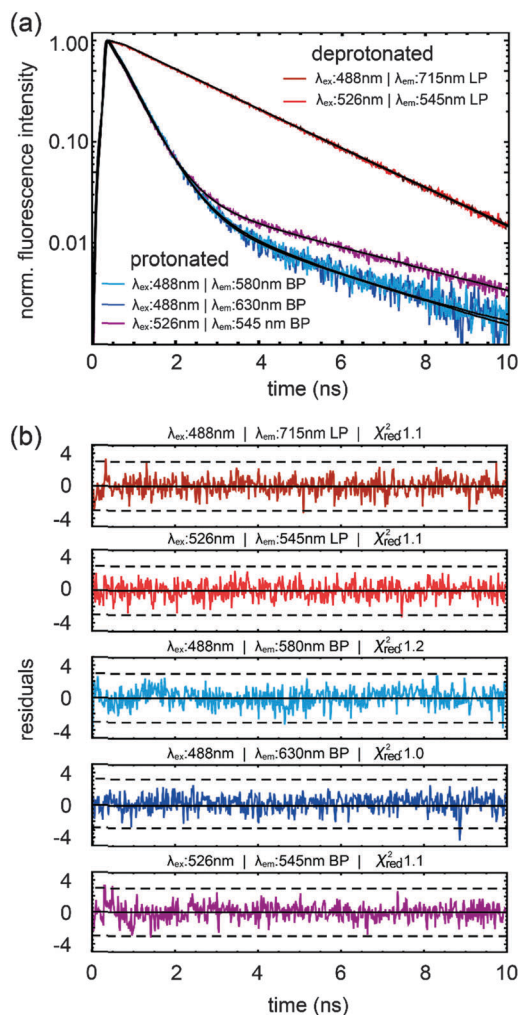 (a)
norm. fluorescence intensity
1.00
0.10
0.01
deprotonated
λex:488nm | λem:715nm LP
λex:526nm | λem:545nm LP
protonated
λex:488nm | λem:580nm BP
λex:488nm | λem:630nm BP
λex:526nm | λem:545 nm BP
0 2 4 6 8 10
time (ns)
(b)
residuals
λex:488nm | λem:715nm LP | χ²red:1.1
4
0
-4
λex:526nm | λem:545nm LP | χ²red:1.1
4
0
-4
λex:488nm | λem:580nm BP | χ²red:1.2
4
0
-4
λex:488nm | λem:630nm BP | χ²red:1.0
4
0
-4
λex:526nm | λem:545nm BP | χ²red:1.1
4
0
-4
0 2 4 6 8 10
time (ns)